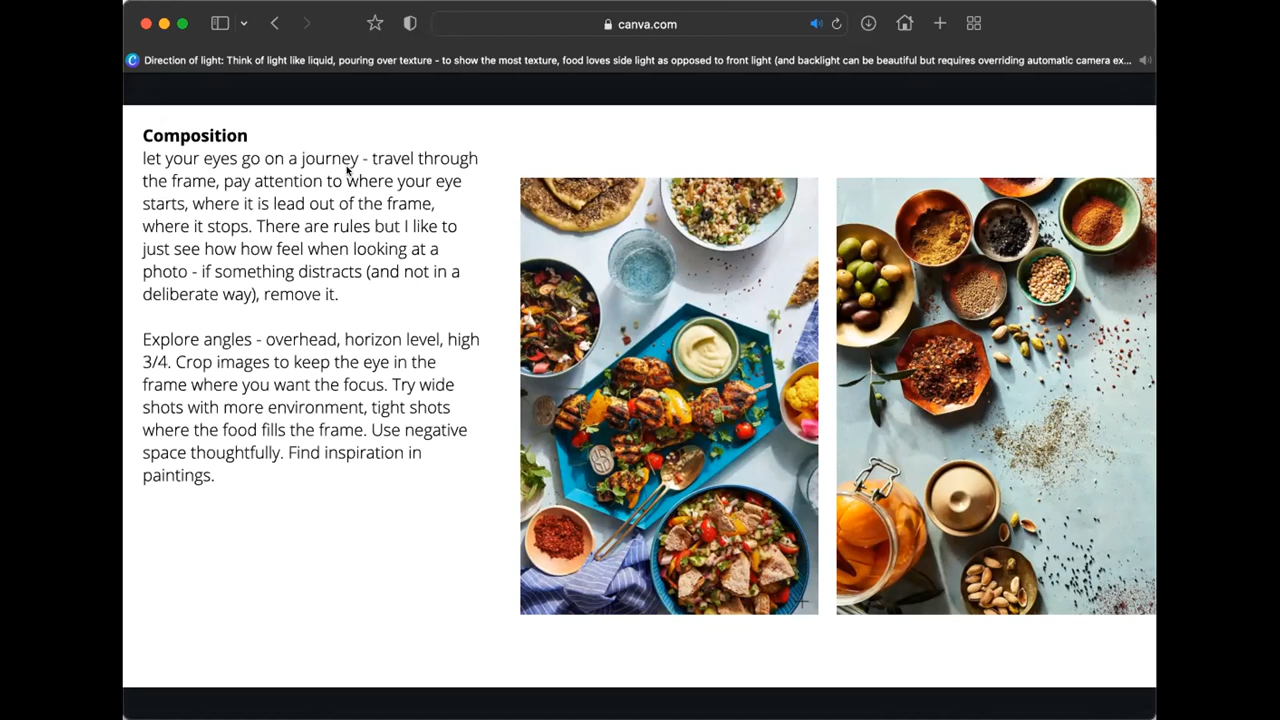 canva.com
Direction of light: Think of light like liquid, pouring over texture - to show the most texture, food loves side light as opposed to front light (and backlight can be beautiful but requires overriding automatic camera ex...
Composition
let your eyes go on a journey - travel through
the frame, pay attention to where your eye
starts, where it is lead out of the frame,
where it stops. There are rules but I like to
just see how how feel when looking at a
photo - if something distracts (and not in a
deliberate way), remove it.
Explore angles - overhead, horizon level, high
3/4. Crop images to keep the eye in the
frame where you want the focus. Try wide
shots with more environment, tight shots
where the food fills the frame. Use negative
space thoughtfully. Find inspiration in
paintings.